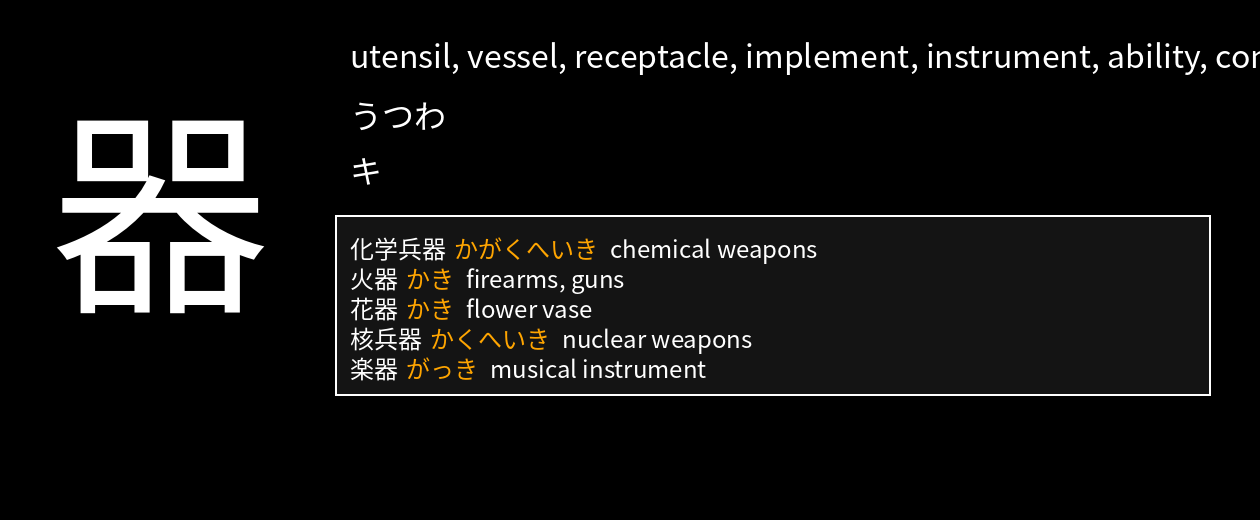 器
utensil, vessel, receptacle, implement, instrument, ability,
うつわ
キ
化学兵器 かがくへいき chemical weapons
火器 かき firearms, guns
花器 かき flower vase
核兵器 かくへいき nuclear weapons
楽器 がっき musical instrument